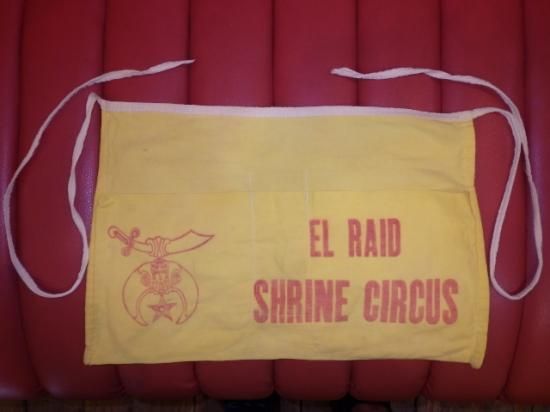 EL RAID
SHRINE CIRCUS